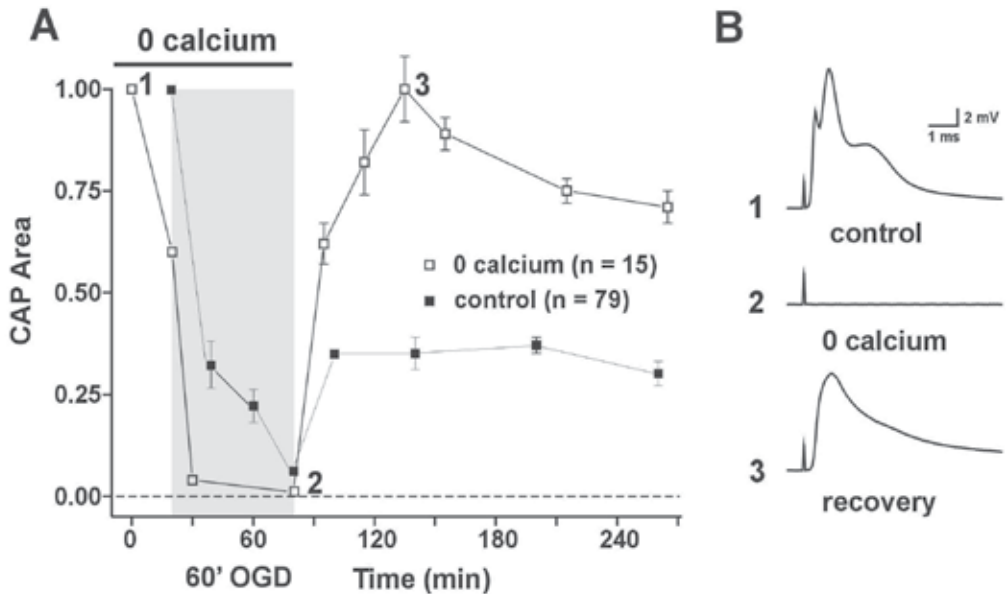 A
0 calcium
1.00
0.75
0.50
0.25
0.00
CAP Area
1
2
3
0 calcium (n = 15)
control (n = 79)
0
60
120
180
240
60' OGD
Time (min)
B
2 mV
1 ms
1
control
2
0 calcium
3
recovery